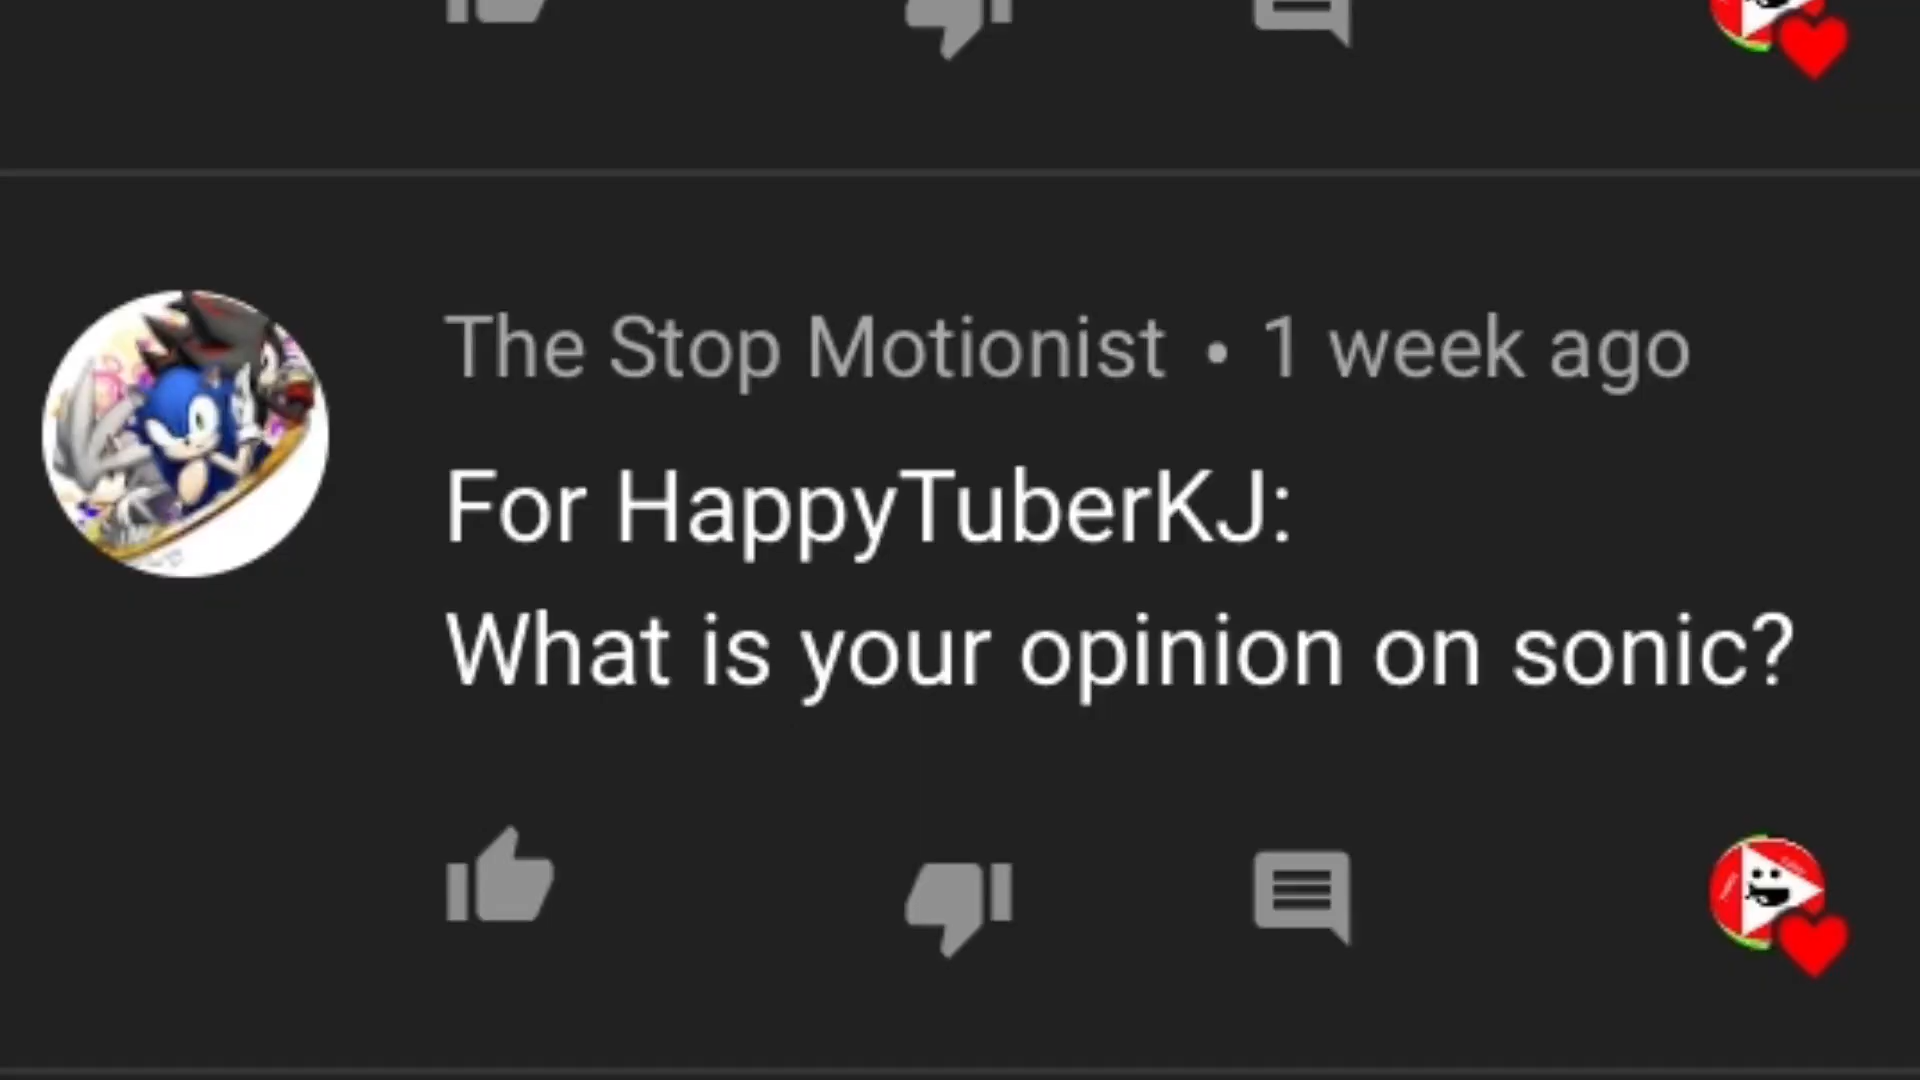 The Stop Motionist • 1 week ago
For HappyTuberKJ:
What is your opinion on sonic?